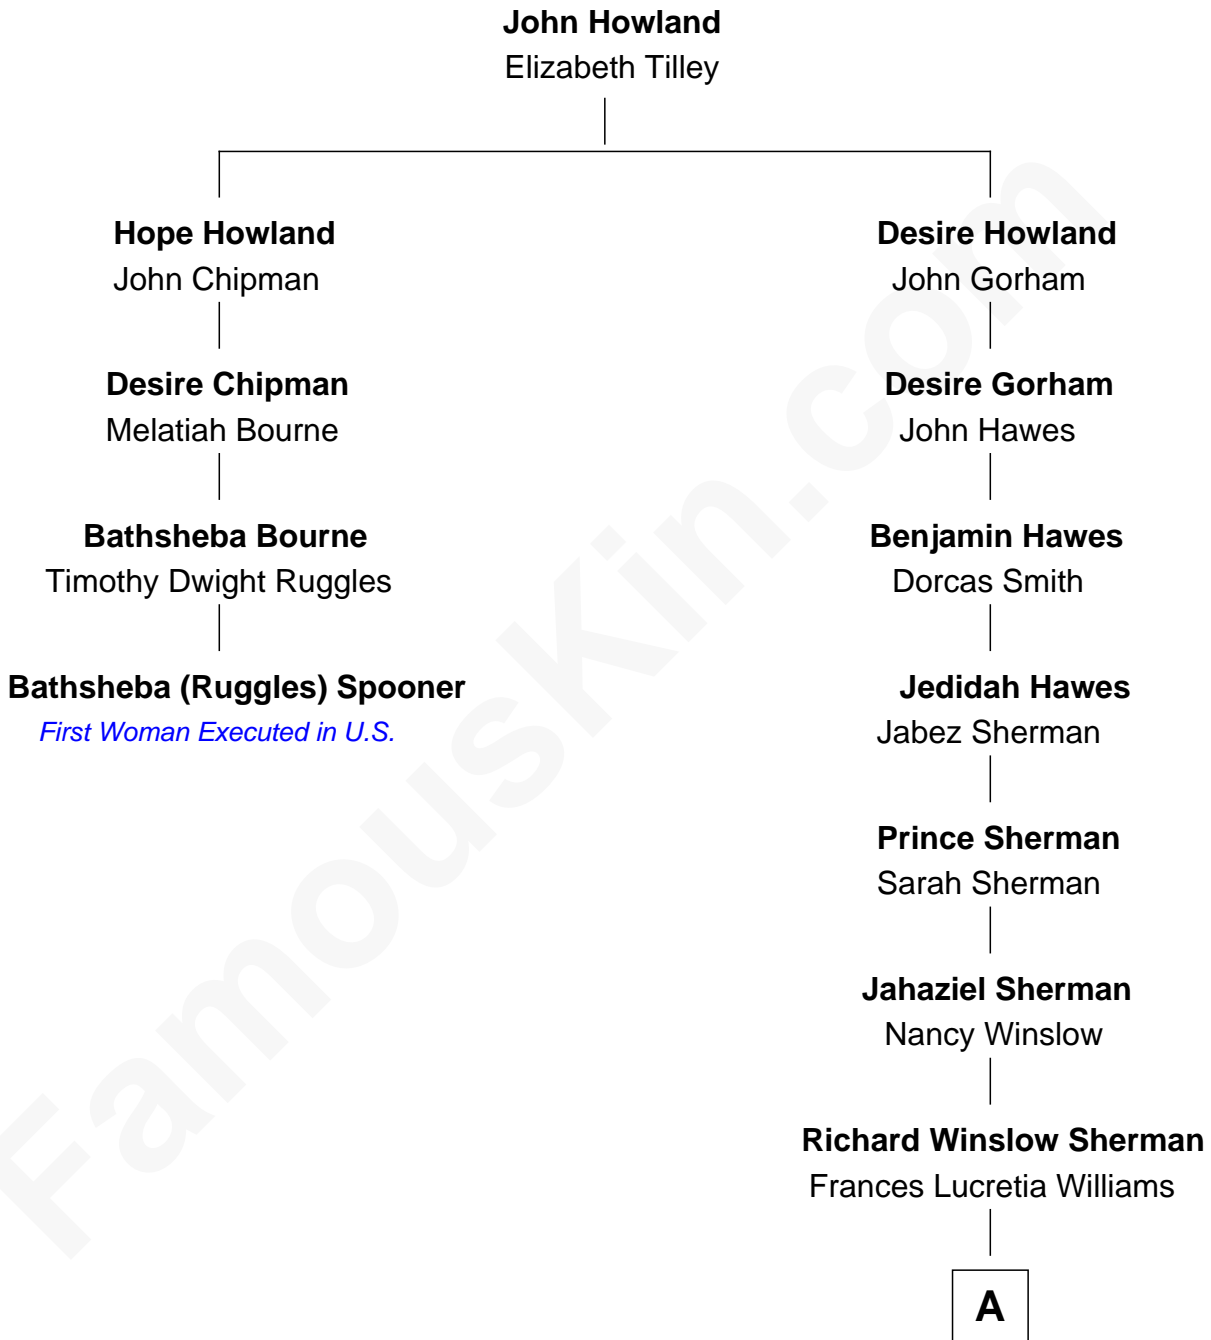 John Howland
Elizabeth Tilley
Hope Howland
John Chipman
Desire Howland
John Gorham
Desire Chipman
Melatiah Bourne
Desire Gorham
John Hawes
Bathsheba Bourne
Timothy Dwight Ruggles
Benjamin Hawes
Dorcas Smith
Bathsheba (Ruggles) Spooner
First Woman Executed in U.S.
Jedidah Hawes
Jabez Sherman
Prince Sherman
Sarah Sherman
Jahaziel Sherman
Nancy Winslow
Richard Winslow Sherman
Frances Lucretia Williams
A
FamousKin.com